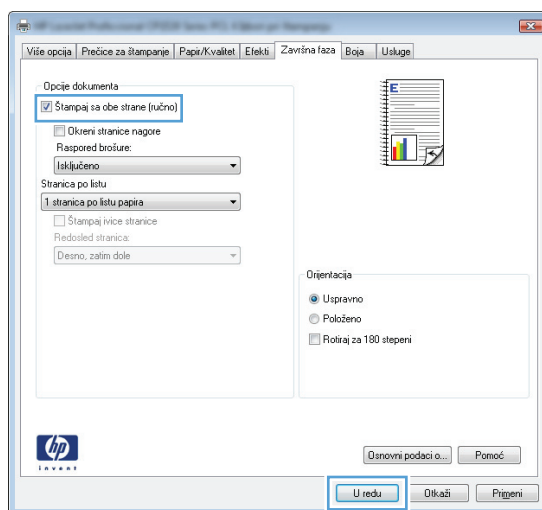 Više opcija
Prečice za štampanje
Papir/Kvalitet
Efekti
Završna faza
Boja
Usluge
Opcije dokumenta
Štampaj sa obe strane (ručno)
Okreni stranice nagore
Raspored brošure:
Isključeno
Stranica po listu
1 stranica po listu papira
Štampaj ivice stranice
Redosled stranica:
Desno, zatim dole
E
Orijentacija
Uspravno
Položeno
Rotiraj za 180 stepeni
hp
invent
Osnovni podaci o...
Pomoć
U redu
Otkaži
Primeni